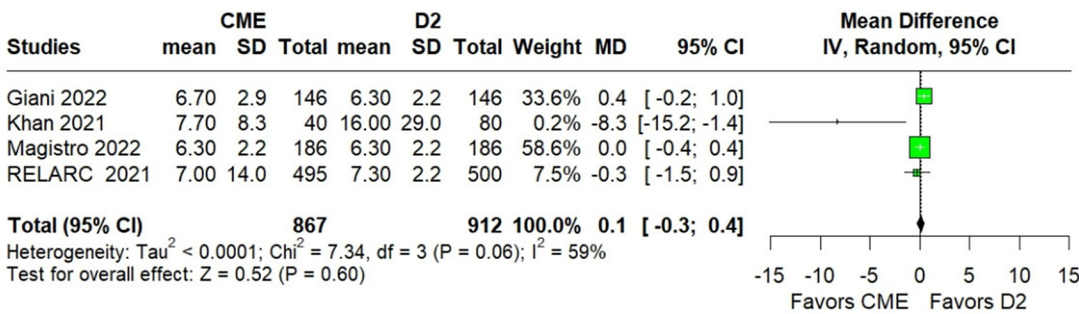 CME D2 Mean Difference
Studies mean SD Total mean SD Total Weight MD 95% CI IV, Random, 95% CI
Giani 2022 6.70 2.9 146 6.30 2.2 146 33.6% 0.4 [ -0.2; 1.0]
Khan 2021 7.70 8.3 40 16.00 29.0 80 0.2% -8.3 [-15.2; -1.4]
Magistro 2022 6.30 2.2 186 6.30 2.2 186 58.6% 0.0 [ -0.4; 0.4]
RELARC 2021 7.00 14.0 495 7.30 2.2 500 7.5% -0.3 [ -1.5; 0.9]
Total (95% CI) 867 912 100.0% 0.1 [ -0.3; 0.4]
Heterogeneity: Tau² < 0.0001; Chi² = 7.34, df = 3 (P = 0.06); I² = 59%
Test for overall effect: Z = 0.52 (P = 0.60)
-15 -10 -5 0 5 10 15
Favors CME Favors D2